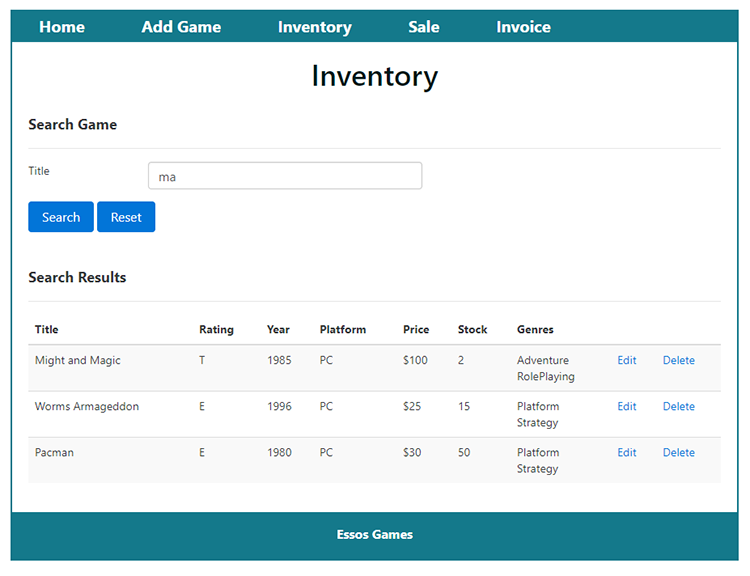 Home Add Game Inventory Sale Invoice
Inventory
Search Game
Title ma
Search Reset
Search Results
Title Rating Year Platform Price Stock Genres
Might and Magic T 1985 PC $100 2 Adventure Edit Delete
RolePlaying
Worms Armageddon E 1996 PC $25 15 Platform Edit Delete
Strategy
Pacman E 1980 PC $30 50 Platform Edit Delete
Strategy
Essos Games